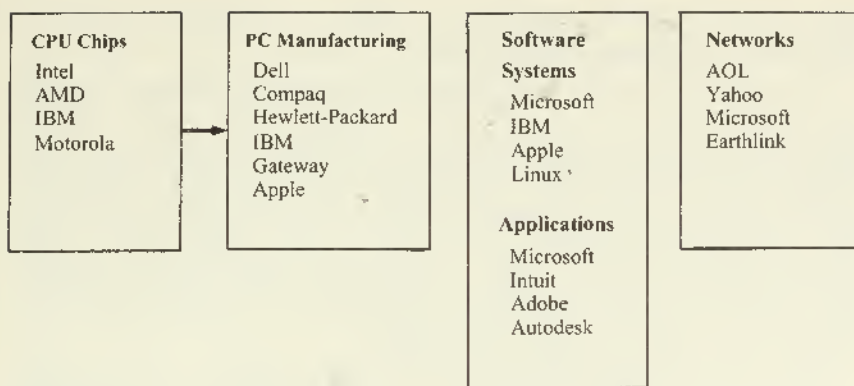 CPU Chips
Intel
AMD
IBM
Motorola
PC Manufacturing
Dell
Compaq
Hewlett-Packard
IBM
Gateway
Apple
Software
Systems
Microsoft
IBM
Apple
Linux
Applications
Microsoft
Intuit
Adobe
Autodesk
Networks
AOL
Yahoo
Microsoft
Earthlink